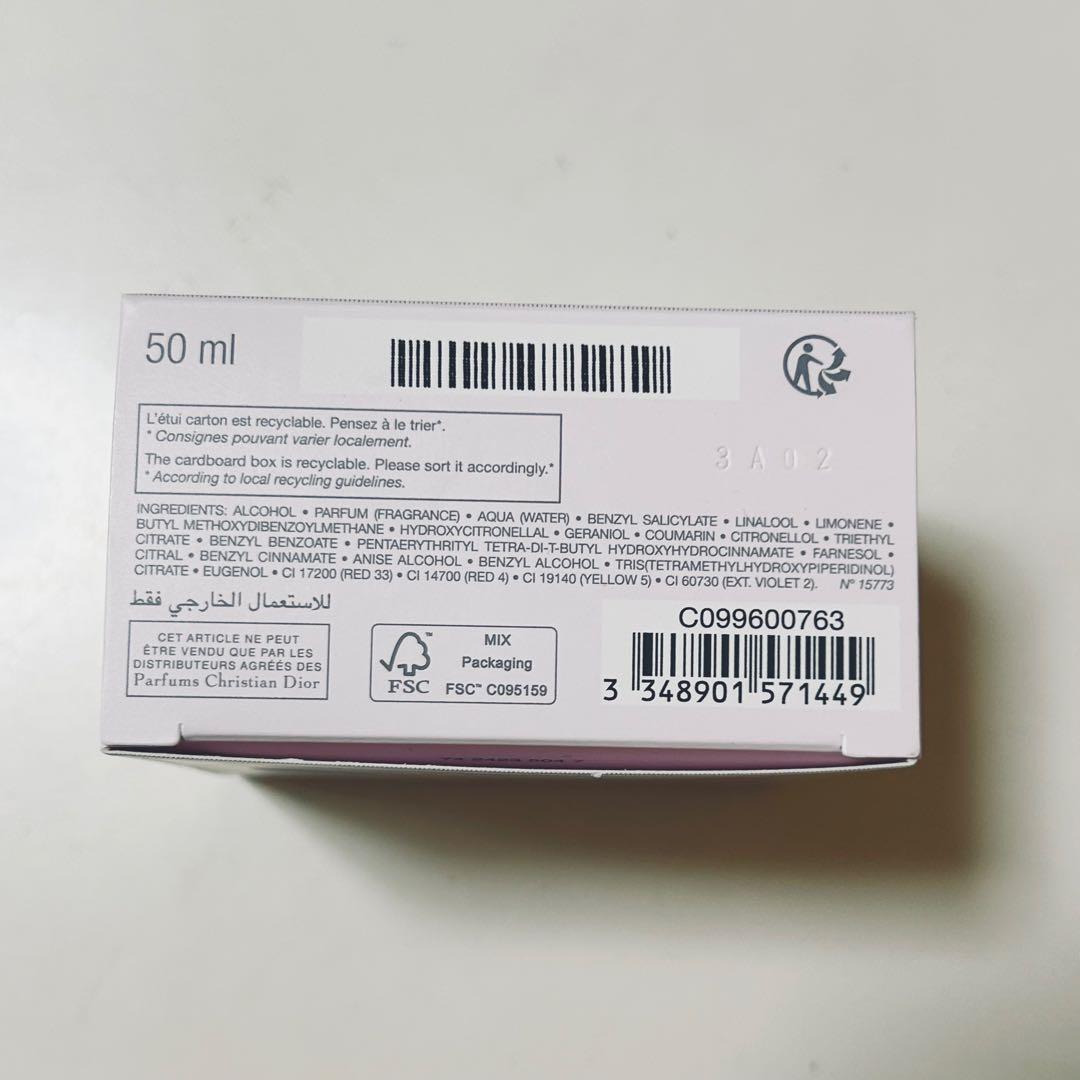 50 ml
L'étui carton est recyclable. Pensez à le trier*.
* Consignes pouvant varier localement.
The cardboard box is recyclable. Please sort it accordingly.*
* According to local recycling guidelines.
3 A 0 2
INGREDIENTS: ALCOHOL • PARFUM (FRAGRANCE) • AQUA (WATER) • BENZYL SALICYLATE • LINALOOL • LIMONENE •
BUTYL METHOXYDIBENZOYLMETHANE • HYDROXYCITRONELLAL • GERANIOL • COUMARIN • CITRONELLOL • TRIETHYL
CITRATE • BENZYL BENZOATE • PENTAERYTHRITYL TETRA-DI-T-BUTYL HYDROXYHYDROCINNAMATE • FARNESOL •
CITRAL • BENZYL CINNAMATE • ANISE ALCOHOL • BENZYL ALCOHOL • TRIS(TETRAMETHYLHYDROXYPIPERIDINOL)
CITRATE • EUGENOL • CI 17200 (RED 33) • CI 14700 (RED 4) • CI 19140 (YELLOW 5) • CI 60730 (EXT. VIOLET 2). N° 15773
للاستعمال الخارجي فقط
CET ARTICLE NE PEUT
ÊTRE VENDU QUE PAR LES
DISTRIBUTEURS AGRÉÉS DES
Parfums Christian Dior
FSC™
MIX
Packaging
FSC™ C095159
C099600763
3 348901 571449